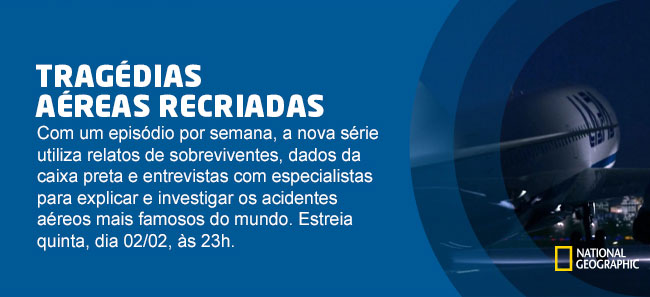 TRAGÉDIAS
AÉREAS RECRIADAS
Com um episódio por semana, a nova série
utiliza relatos de sobreviventes, dados da
caixa preta e entrevistas com especialistas
para explicar e investigar os acidentes
aéreos mais famosos do mundo. Estreia
quinta, dia 02/02, às 23h.
NATIONAL
GEOGRAPHIC